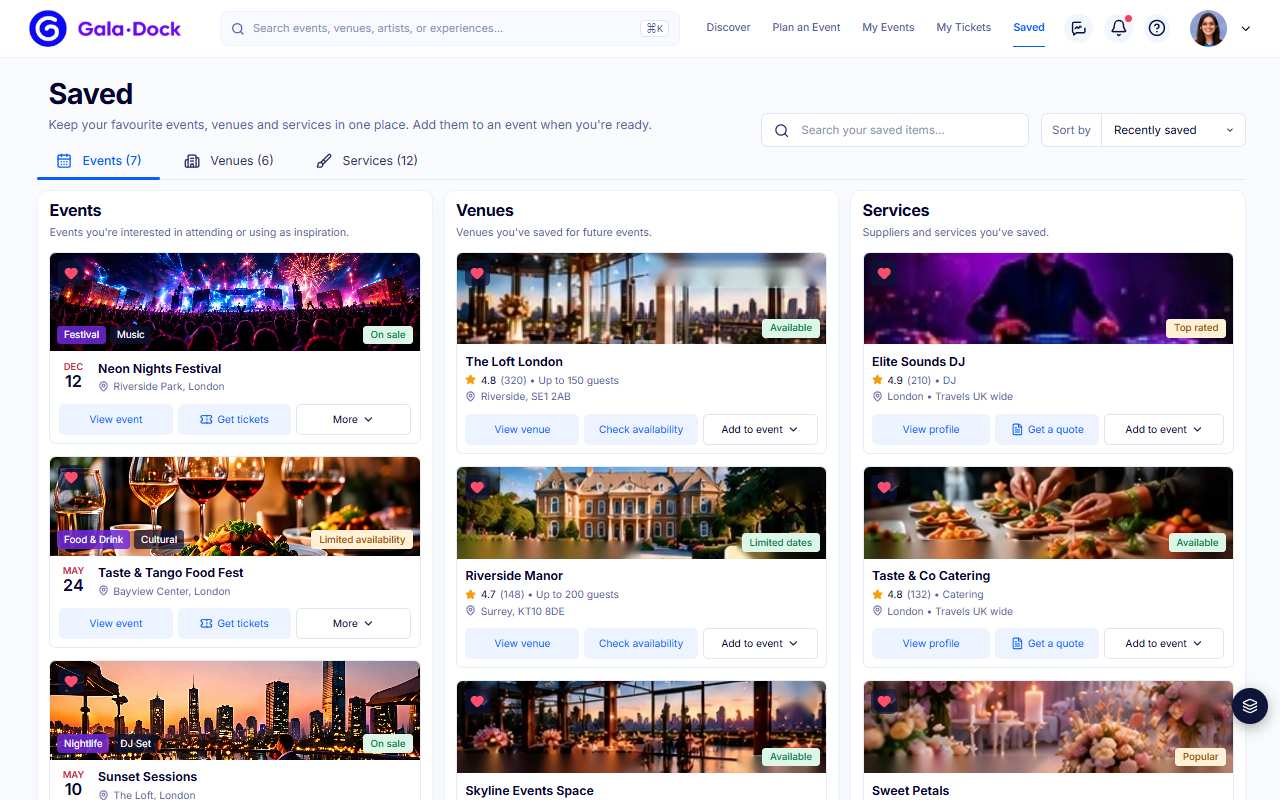 Gala·Dock
Search events, venues, artists, or experiences...
⌘K
Discover
Plan an Event
My Events
My Tickets
Saved
Saved
Keep your favourite events, venues and services in one place. Add them to an event when you're ready.
Search your saved items...
Sort by
Recently saved
Events (7)
Venues (6)
Services (12)
Events
Events you're interested in attending or using as inspiration.
Festival
Music
On sale
DEC
12
Neon Nights Festival
Riverside Park, London
View event
Get tickets
More
Food & Drink
Cultural
Limited availability
MAY
24
Taste & Tango Food Fest
Bayview Center, London
View event
Get tickets
More
Nightlife
DJ Set
On sale
MAY
10
Sunset Sessions
The Loft, London
Venues
Venues you've saved for future events.
Available
The Loft London
4.8 (320) • Up to 150 guests
Riverside, SE1 2AB
View venue
Check availability
Add to event
Limited dates
Riverside Manor
4.7 (148) • Up to 200 guests
Surrey, KT10 8DE
View venue
Check availability
Add to event
Available
Skyline Events Space
Services
Suppliers and services you've saved.
Top rated
Elite Sounds DJ
4.9 (210) • DJ
London • Travels UK wide
View profile
Get a quote
Add to event
Available
Taste & Co Catering
4.8 (132) • Catering
London • Travels UK wide
View profile
Get a quote
Add to event
Popular
Sweet Petals